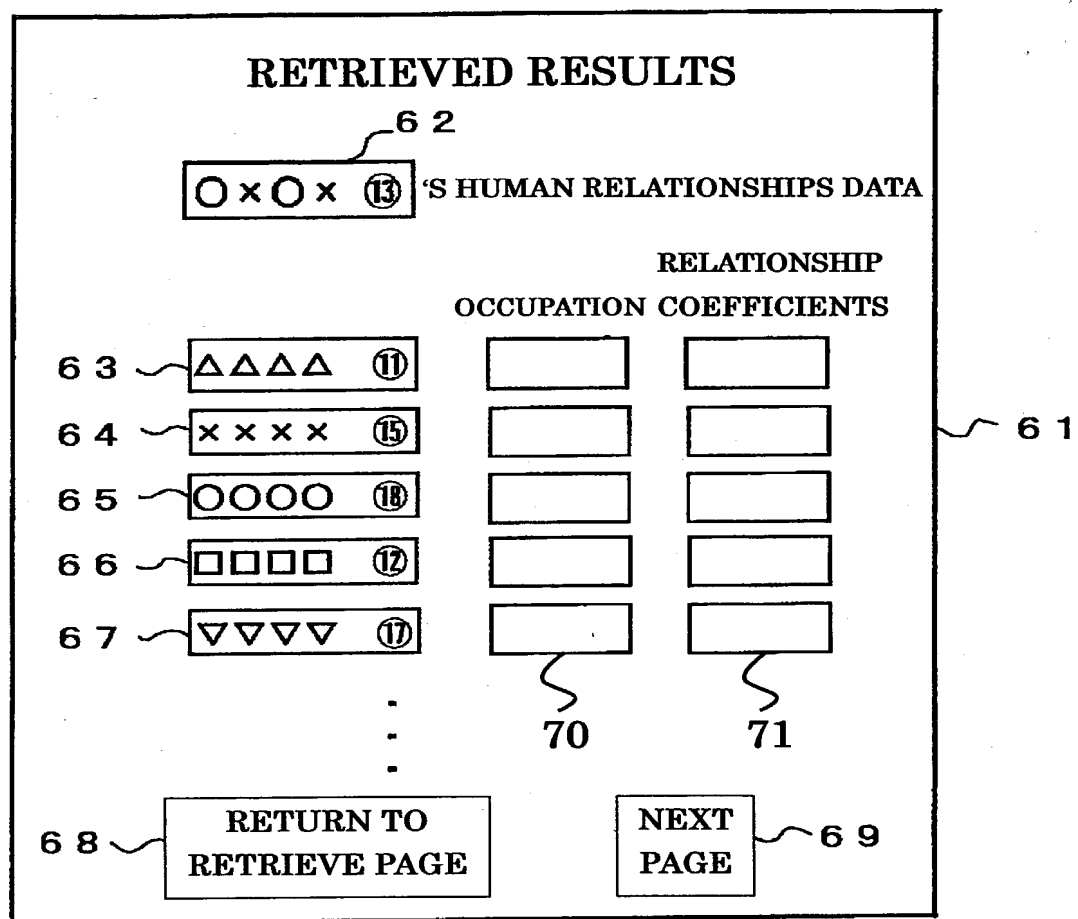 RETRIEVED RESULTS
62
○×○× ⑬ 'S HUMAN RELATIONSHIPS DATA
RELATIONSHIP
OCCUPATION COEFFICIENTS
63 △△△△ ⑪
64 ×××× ⑮ 61
65 ○○○○ ⑱
66 □□□□ ⑫
67 ▽▽▽▽ ⑰
70 71
68 RETURN TO
RETRIEVE PAGE
NEXT
PAGE 69